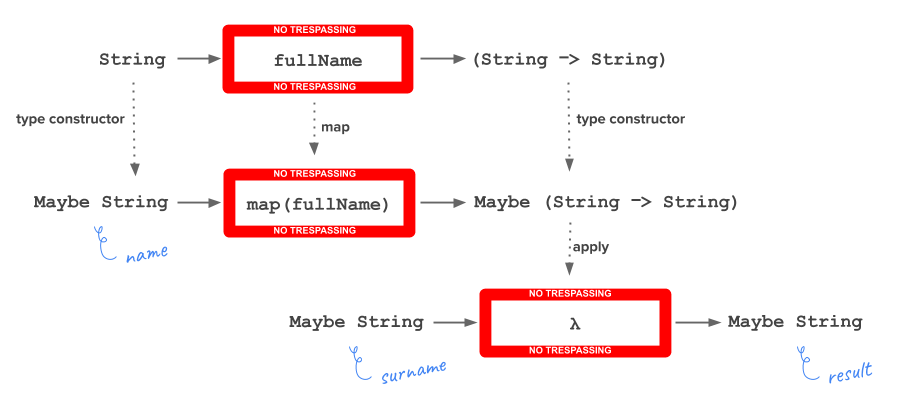 NO TRESPASSING
String
fullName
(String -> String)
NO TRESPASSING
type constructor
map
type constructor
NO TRESPASSING
Maybe String
map(fullName)
Maybe (String -> String)
NO TRESPASSING
name
apply
NO TRESPASSING
Maybe String
λ
Maybe String
NO TRESPASSING
surname
result